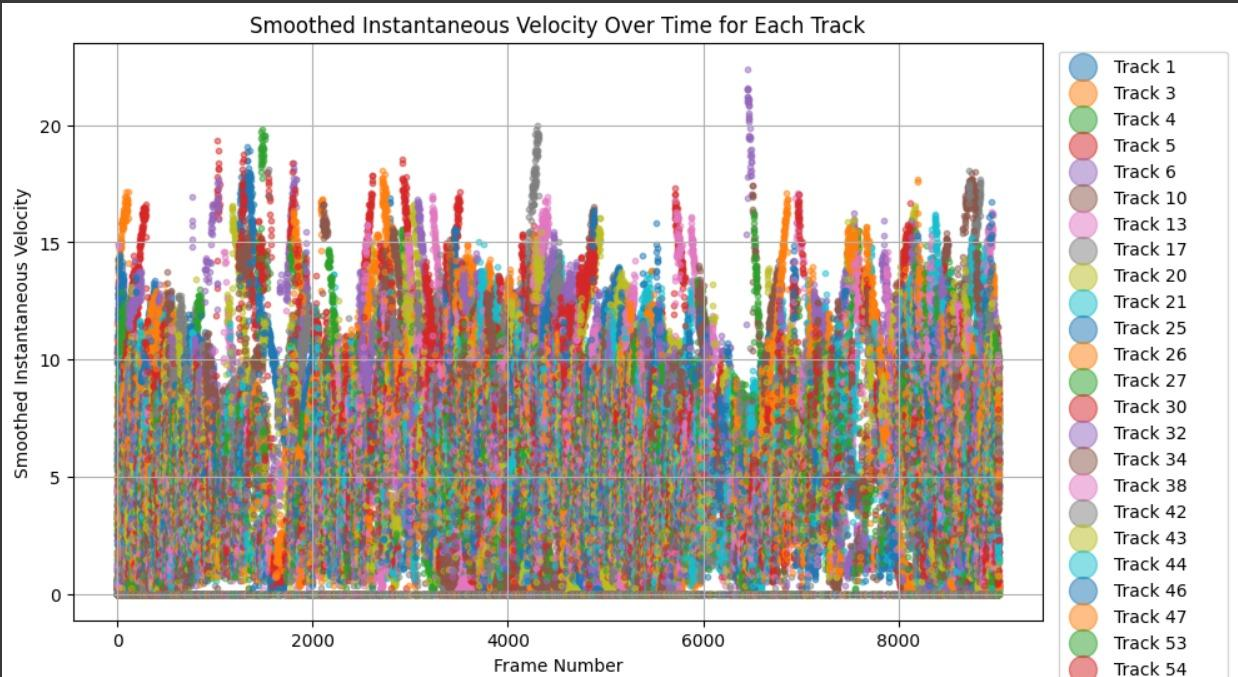 Smoothed Instantaneous Velocity Over Time for Each Track
Smoothed Instantaneous Velocity
20
15
10
5
0
0 2000 4000 6000 8000
Frame Number
Track 1
Track 3
Track 4
Track 5
Track 6
Track 10
Track 13
Track 17
Track 20
Track 21
Track 25
Track 26
Track 27
Track 30
Track 32
Track 34
Track 38
Track 42
Track 43
Track 44
Track 46
Track 47
Track 53
Track 54